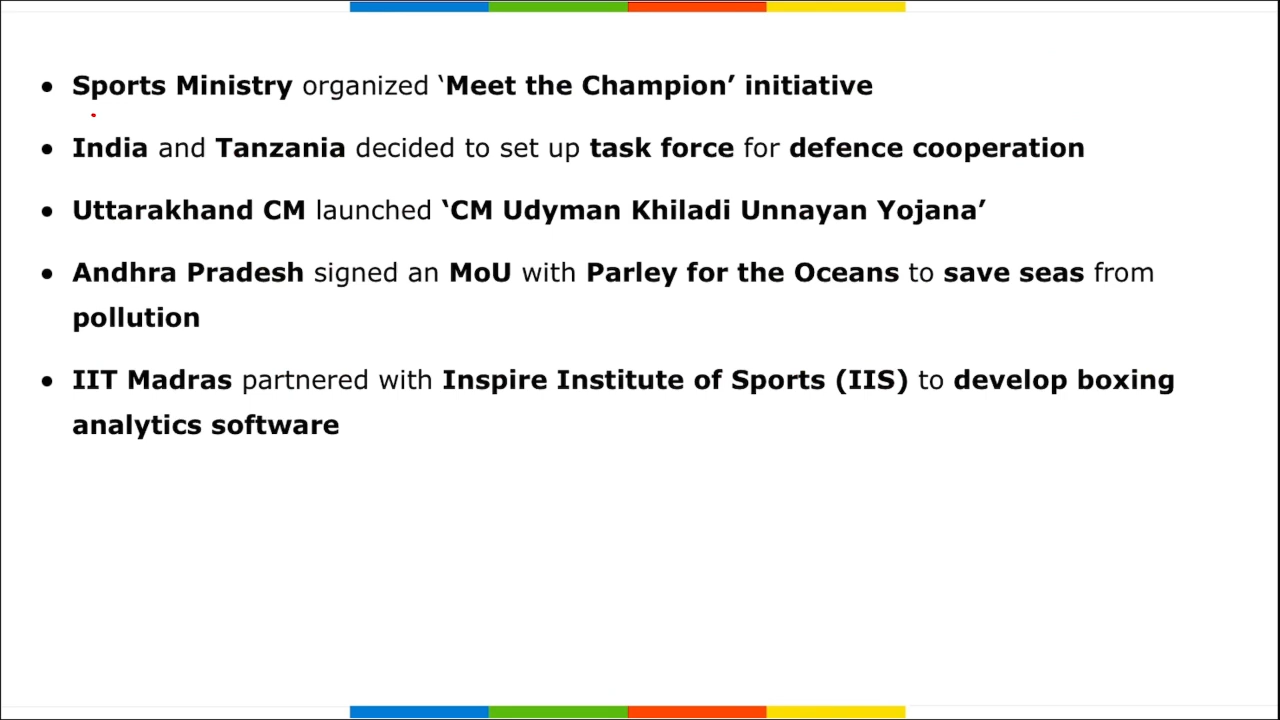 • Sports Ministry organized ‘Meet the Champion’ initiative
• India and Tanzania decided to set up task force for defence cooperation
• Uttarakhand CM launched ‘CM Udyman Khiladi Unnayan Yojana’
• Andhra Pradesh signed an MoU with Parley for the Oceans to save seas from
pollution
• IIT Madras partnered with Inspire Institute of Sports (IIS) to develop boxing
analytics software